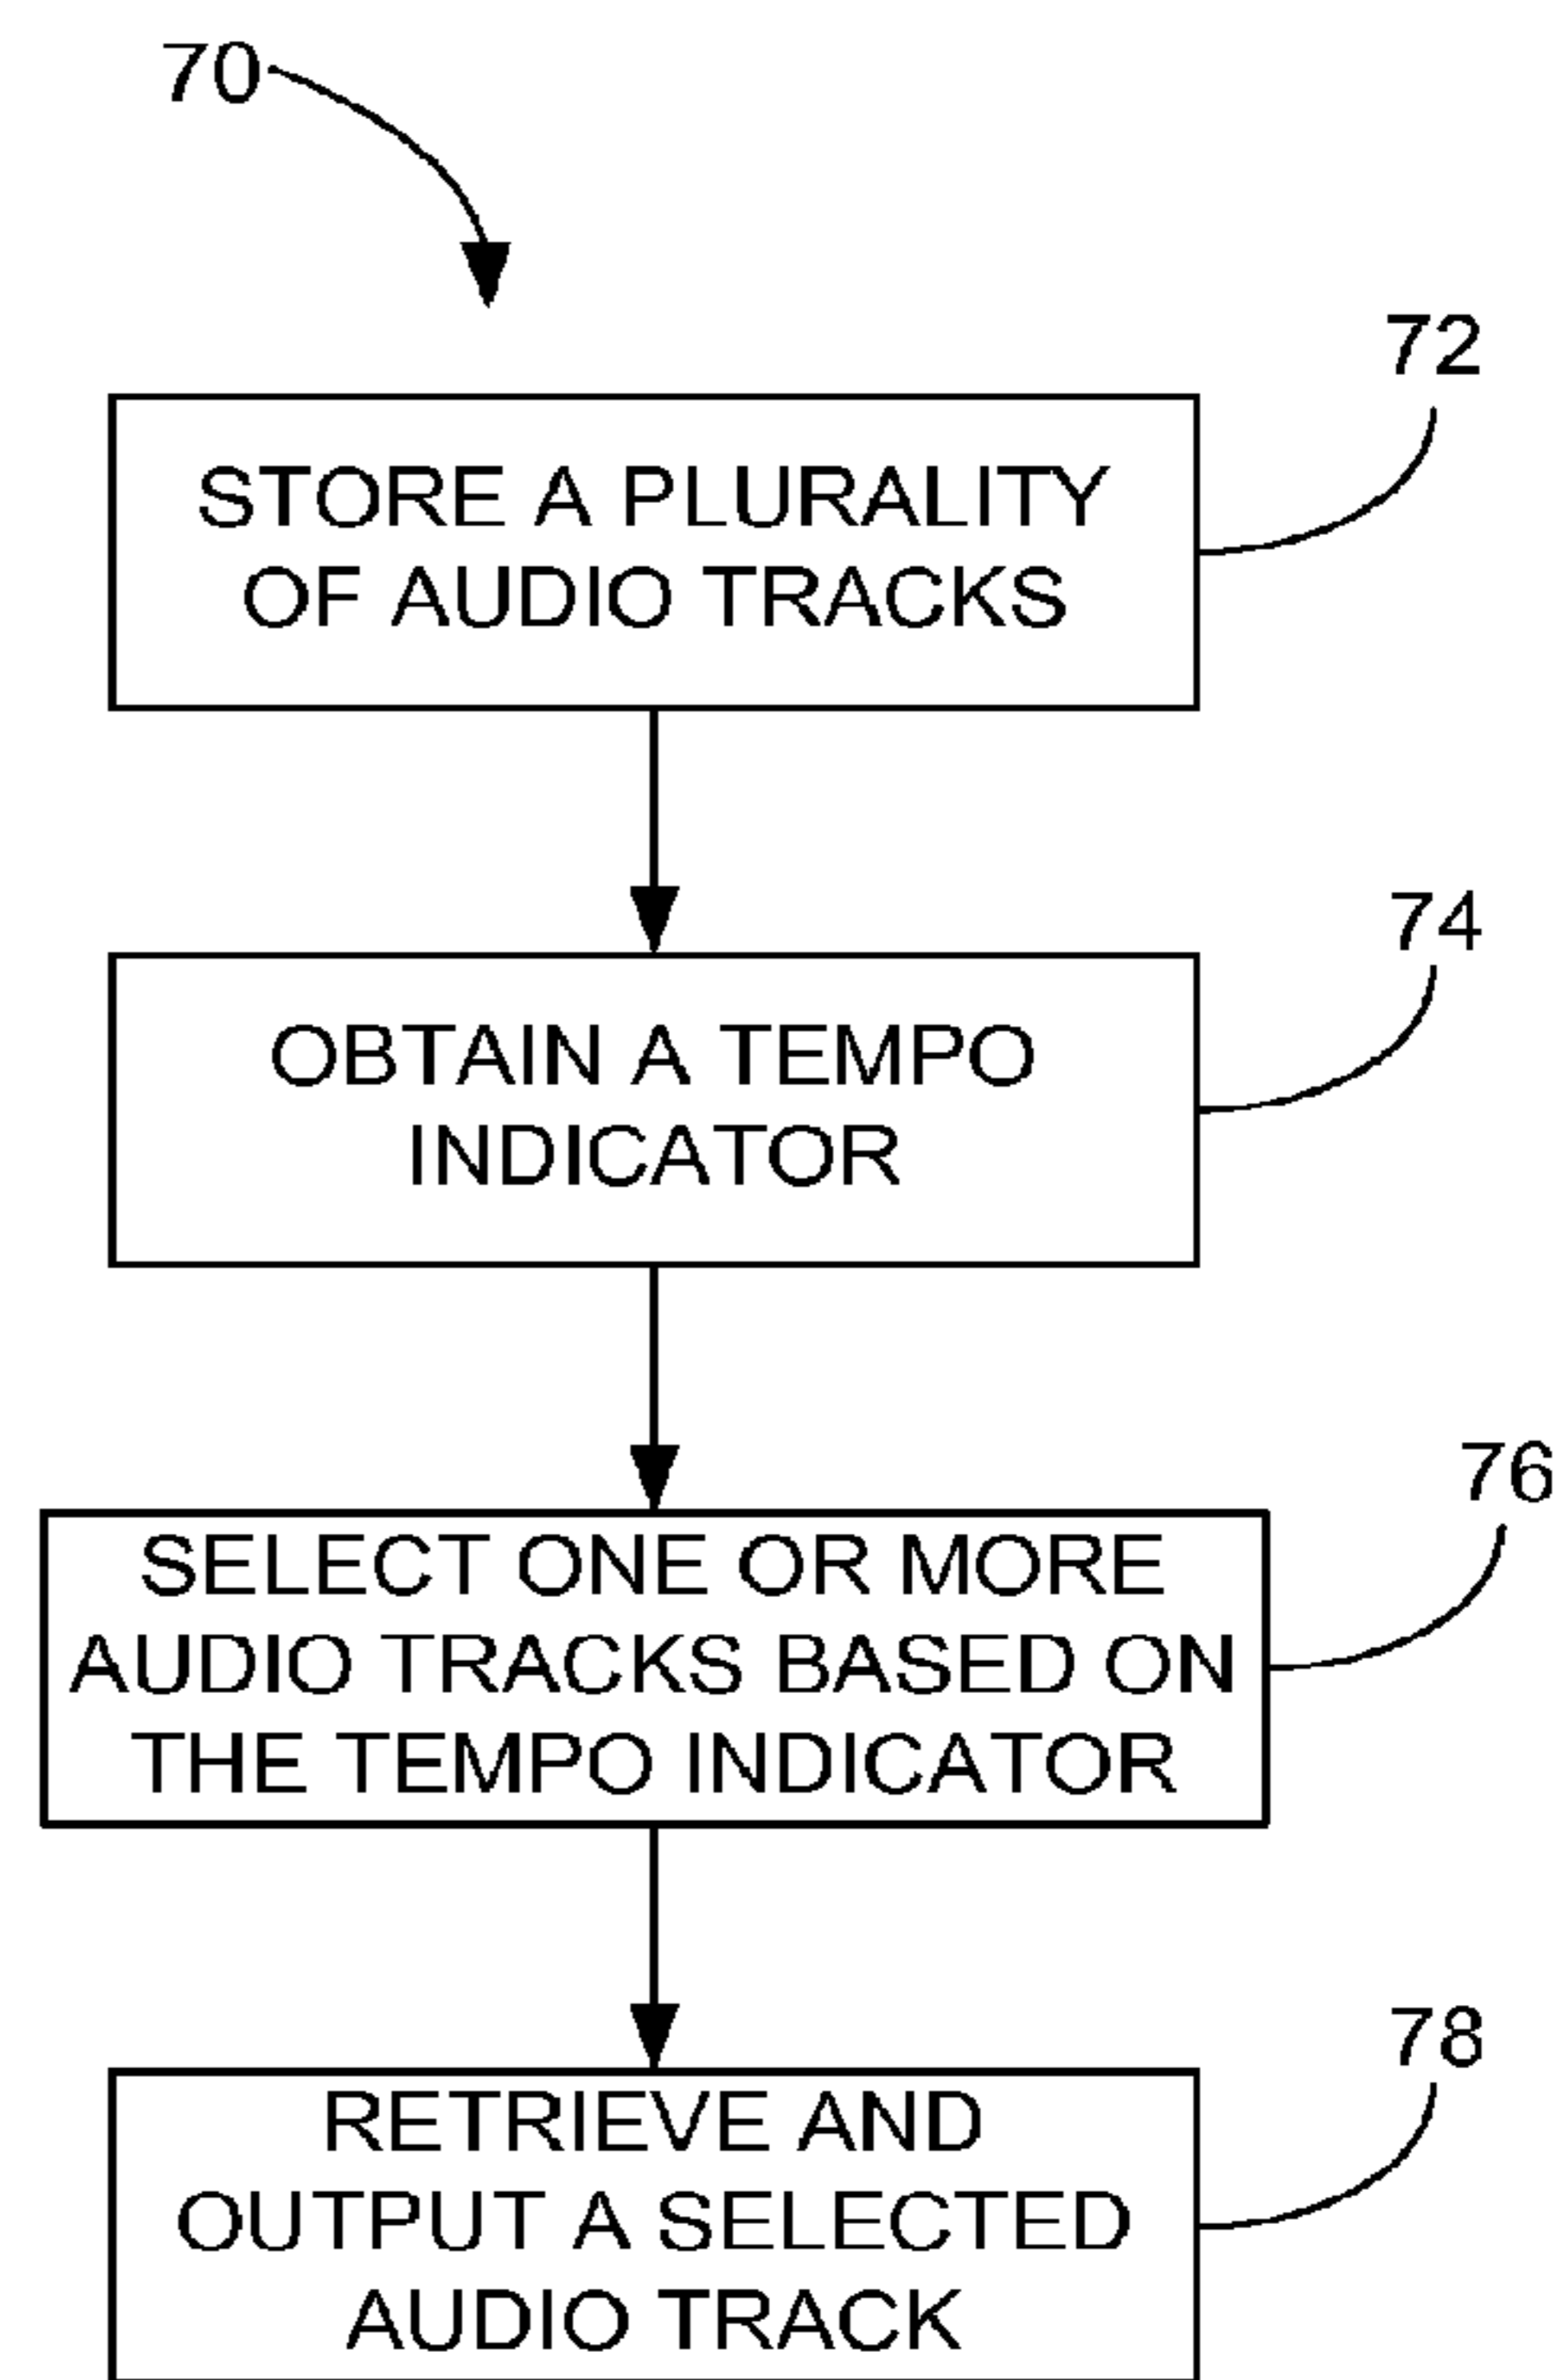 70
72
STORE A PLURALITY
OF AUDIO TRACKS
74
OBTAIN A TEMPO
INDICATOR
76
SELECT ONE OR MORE
AUDIO TRACKS BASED ON
THE TEMPO INDICATOR
78
RETRIEVE AND
OUTPUT A SELECTED
AUDIO TRACK